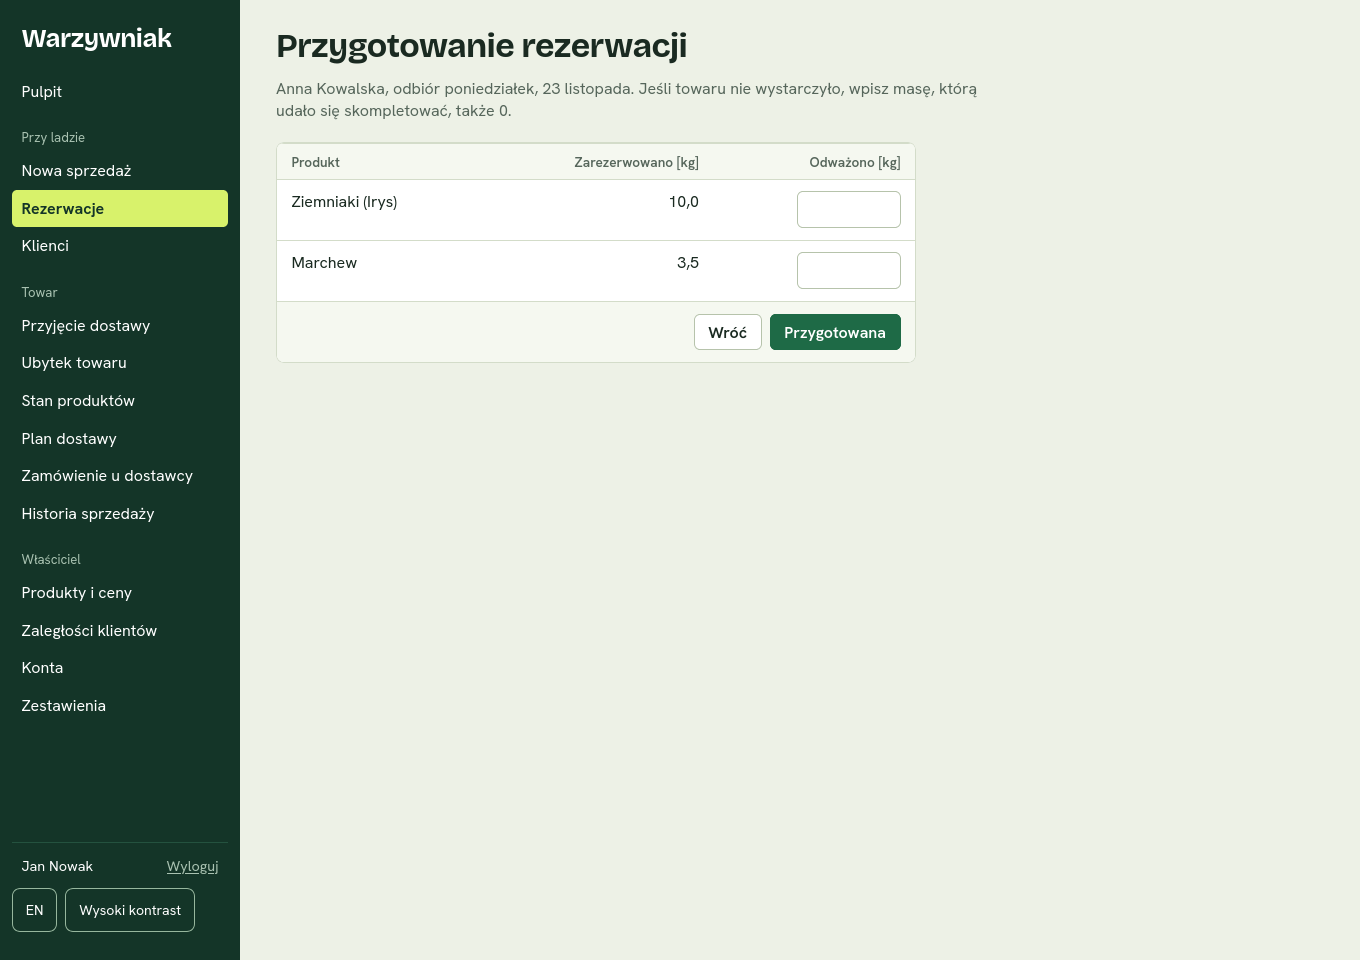 Warzywniak
Pulpit
Przy ladzie
Nowa sprzedaż
Rezerwacje
Klienci
Towar
Przyjęcie dostawy
Ubytek towaru
Stan produktów
Plan dostawy
Zamówienie u dostawcy
Historia sprzedaży
Właściciel
Produkty i ceny
Zaległości klientów
Konta
Zestawienia
Jan Nowak Wyloguj
EN Wysoki kontrast
Przygotowanie rezerwacji
Anna Kowalska, odbiór poniedziałek, 23 listopada. Jeśli towaru nie wystarczyło, wpisz masę, którą
udało się skompletować, także 0.
Produkt Zarezerwowano [kg] Odważono [kg]
Ziemniaki (Irys) 10,0
Marchew 3,5
Wróć Przygotowana